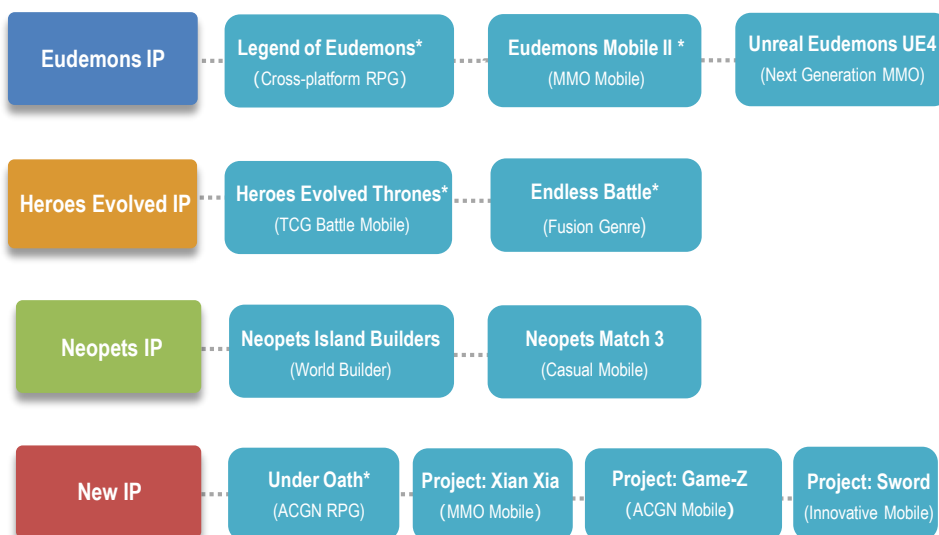 Eudemons IP
Legend of Eudemons*
(Cross-platform RPG)
Eudemons Mobile II *
(MMO Mobile)
Unreal Eudemons UE4
(Next Generation MMO)
Heroes Evolved IP
Heroes Evolved Thrones*
(TCG Battle Mobile)
Endless Battle*
(Fusion Genre)
Neopets IP
Neopets Island Builders
(World Builder)
Neopets Match 3
(Casual Mobile)
New IP
Under Oath*
(ACGN RPG)
Project: Xian Xia
(MMO Mobile)
Project: Game-Z
(ACGN Mobile)
Project: Sword
(Innovative Mobile)